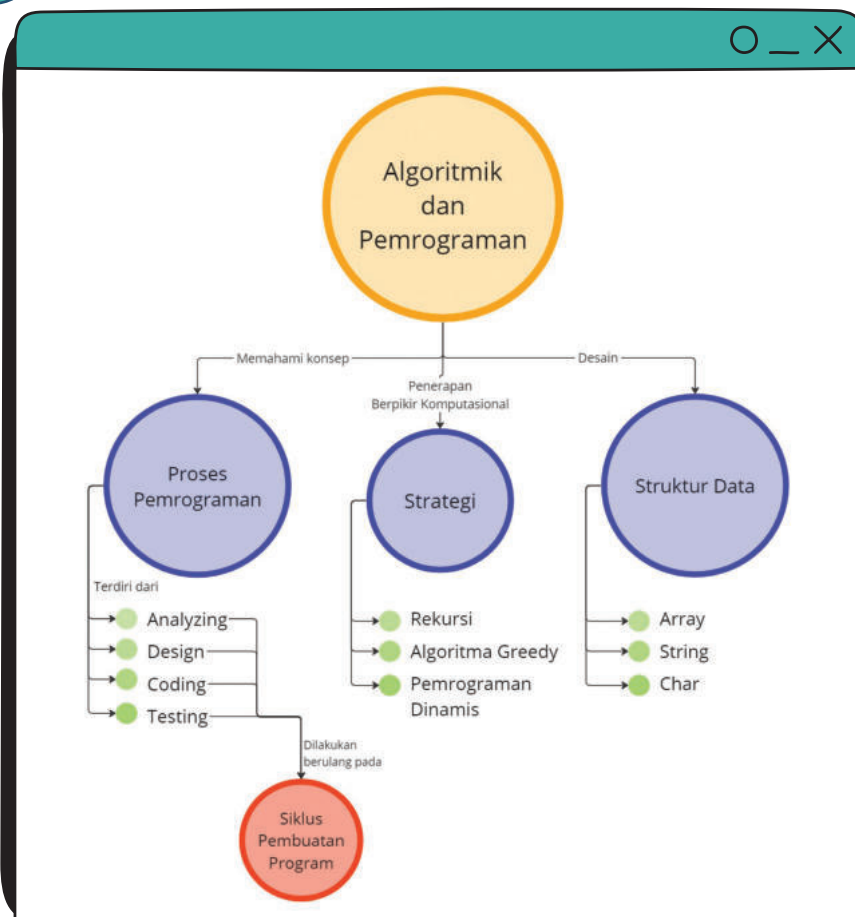 Algoritmik
dan
Pemrograman
Memahami konsep
Penerapan
Berpikir Komputasional
Desain
Proses
Pemrograman
Strategi
Struktur Data
Terdiri dari
Analyzing
Design
Coding
Testing
Rekursi
Algoritma Greedy
Pemrograman
Dinamis
Array
String
Char
Dilakukan
berulang pada
Siklus
Pembuatan
Program